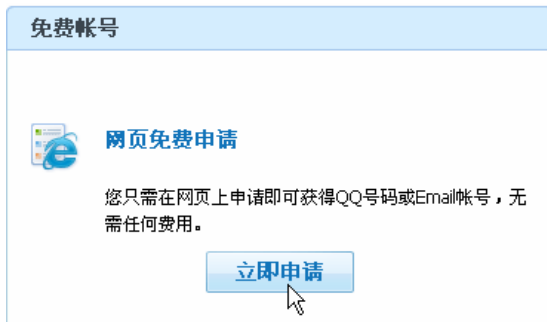 免费帐号
网页免费申请
您只需在网页上申请即可获得QQ号码或Email帐号，无
需任何费用。
立即申请